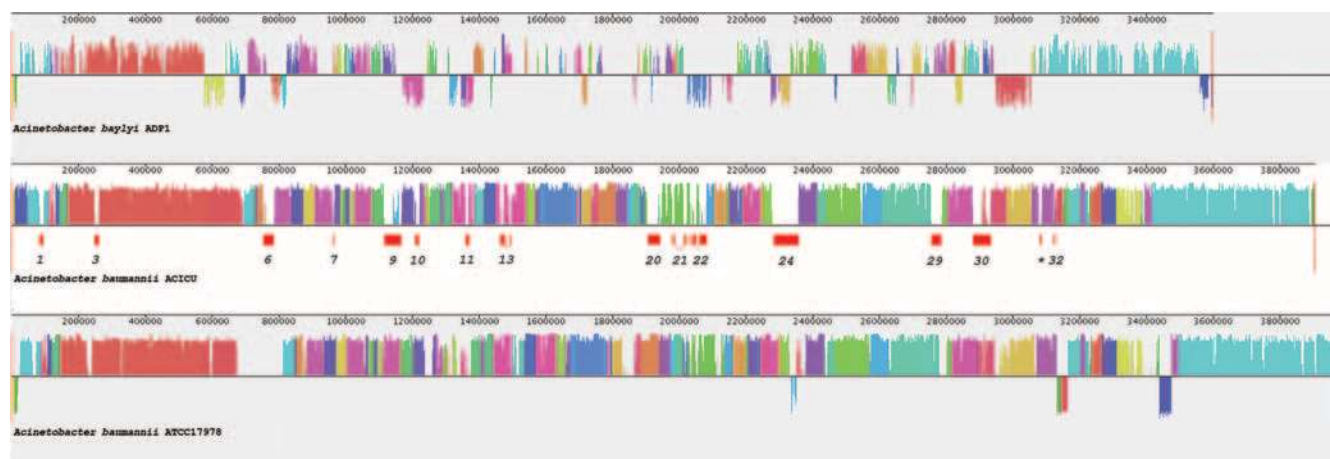 200000 400000 600000 800000 1000000 1200000 1400000 1600000 1800000 2000000 2200000 2400000 2600000 2800000 3000000 3200000 3400000
Acinetobacter baylyi ADP1
200000 400000 600000 800000 1000000 1200000 1400000 1600000 1800000 2000000 2200000 2400000 2600000 2800000 3000000 3200000 3400000 3600000 3800000
1 3 6 7 9 10 11 13 20 21 22 24 29 30 * 32
Acinetobacter baumannii ACICU
200000 400000 600000 800000 1000000 1200000 1400000 1600000 1800000 2000000 2200000 2400000 2600000 2800000 3000000 3200000 3400000 3600000 3800000
Acinetobacter baumannii ATCC17978